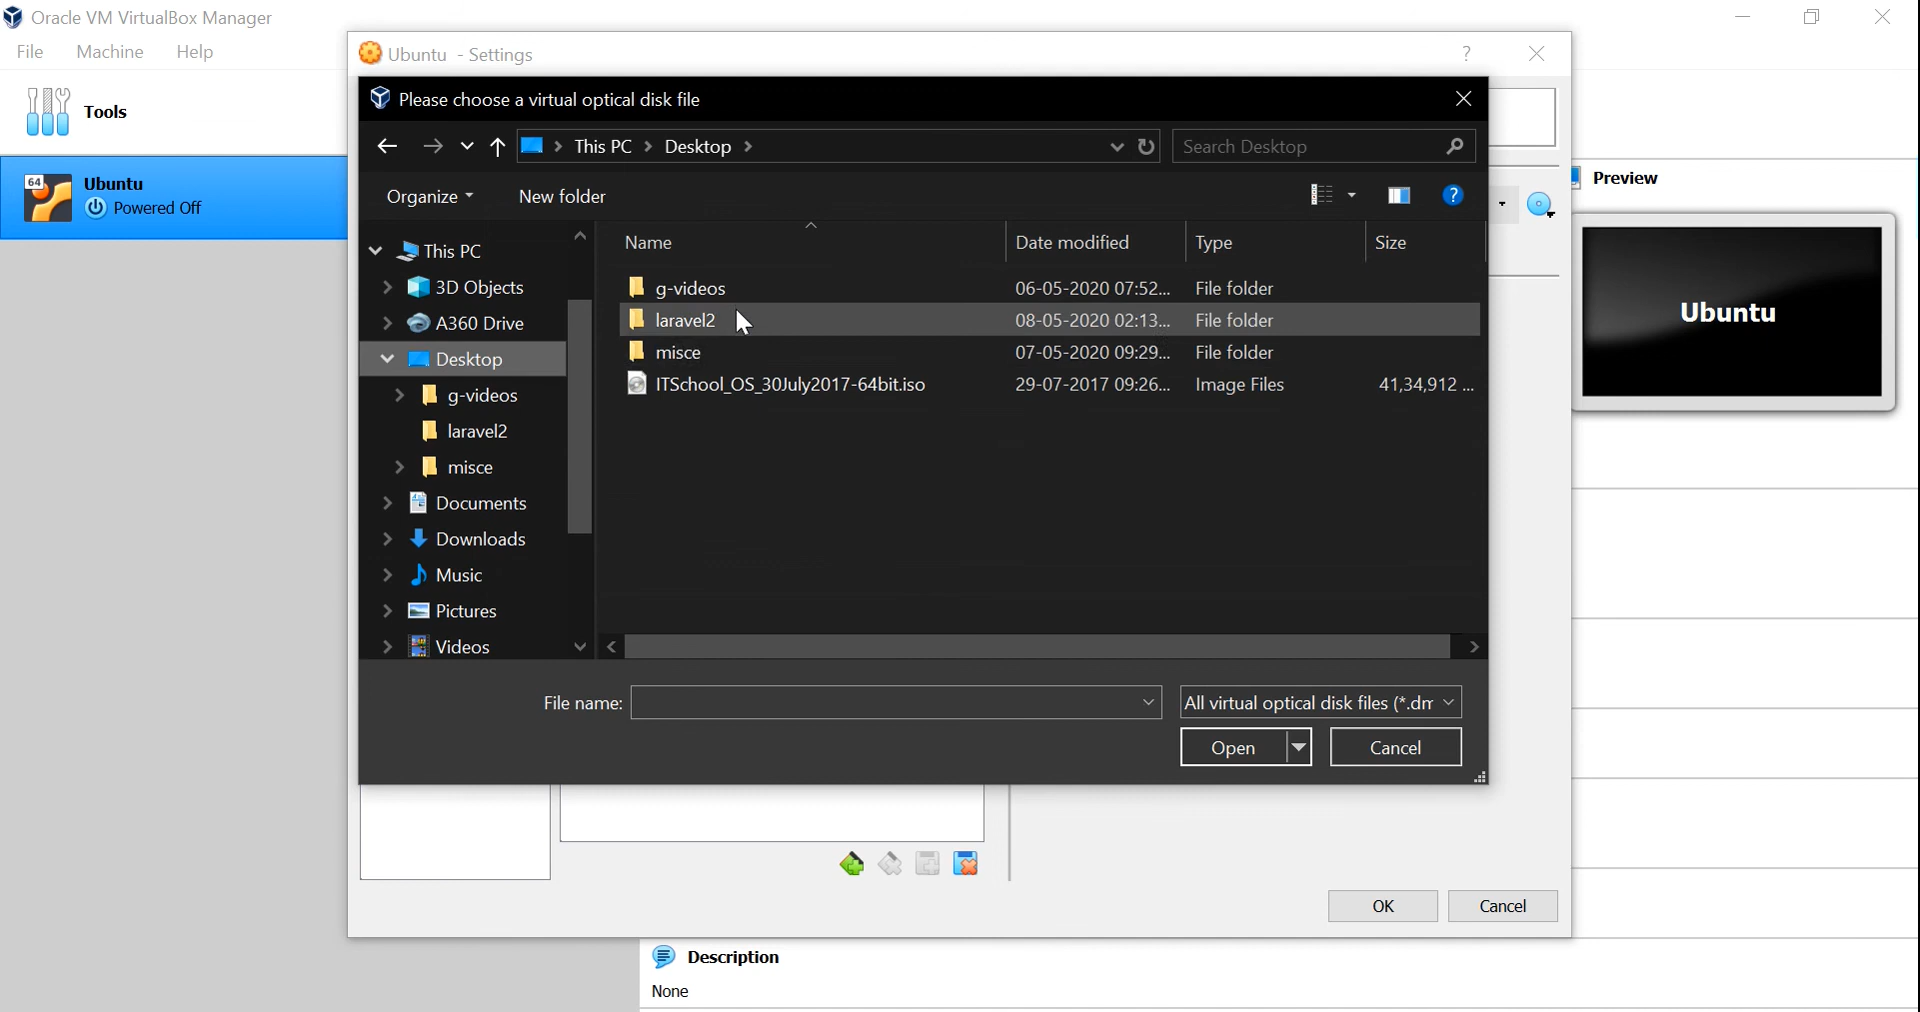 Oracle VM VirtualBox Manager
File Machine Help
Ubuntu - Settings
?
Please choose a virtual optical disk file
Tools
This PC > Desktop >
Search Desktop
64
Ubuntu
Powered Off
Organize
New folder
?
Preview
Ubuntu
Name Date modified Type Size
This PC
3D Objects
A360 Drive
Desktop
g-videos
laravel2
misce
Documents
Downloads
Music
Pictures
Videos
g-videos 06-05-2020 07:52... File folder
laravel2 08-05-2020 02:13... File folder
misce 07-05-2020 09:29... File folder
ITSchool_OS_30July2017-64bit.iso 29-07-2017 09:26... Image Files 41,34,912 ...
File name:
All virtual optical disk files (*.dm
Open
Cancel
OK
Cancel
Description
None